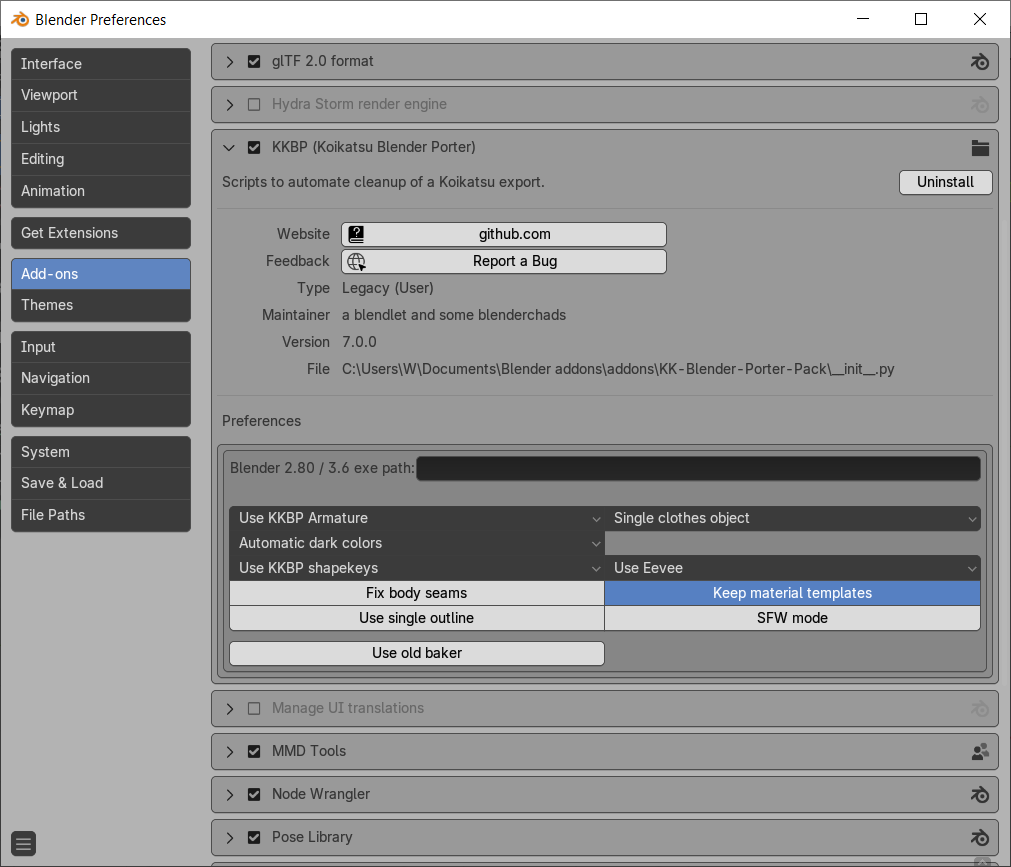 Blender Preferences
Interface
Viewport
Lights
Editing
Animation
Get Extensions
Add-ons
Themes
Input
Navigation
Keymap
System
Save & Load
File Paths
glTF 2.0 format
Hydra Storm render engine
KKBP (Koikatsu Blender Porter)
Scripts to automate cleanup of a Koikatsu export.
Uninstall
Website github.com
Feedback Report a Bug
Type Legacy (User)
Maintainer a blendlet and some blenderchads
Version 7.0.0
File C:\Users\W\Documents\Blender addons\addons\KK-Blender-Porter-Pack\__init__.py
Preferences
Blender 2.80 / 3.6 exe path:
Use KKBP Armature Single clothes object
Automatic dark colors
Use KKBP shapekeys Use Eevee
Fix body seams Keep material templates
Use single outline SFW mode
Use old baker
Manage UI translations
MMD Tools
Node Wrangler
Pose Library